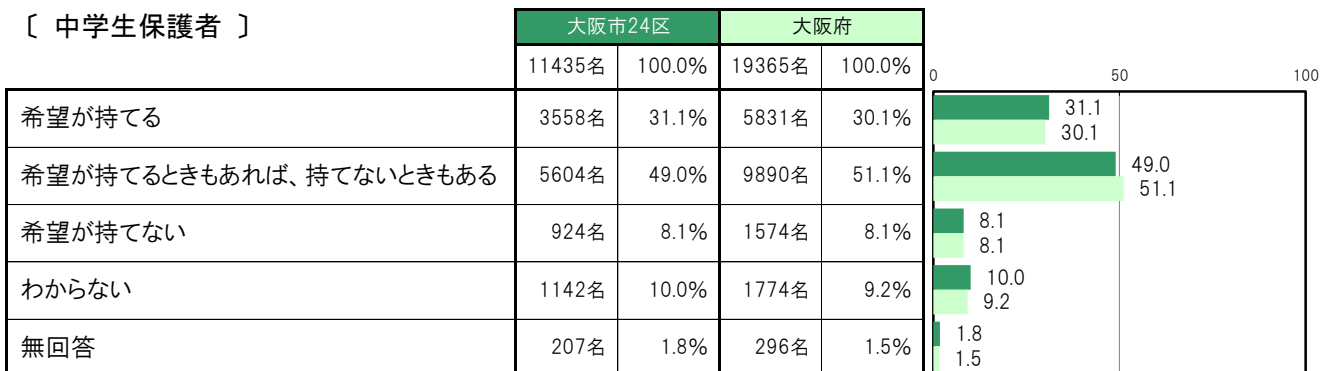 〔 中学生保護者 〕
大阪市24区 大阪府
11435名 100.0% 19365名 100.0%
0 50 100
希望が持てる 3558名 31.1% 5831名 30.1%
31.1
30.1
希望が持てるときもあれば、持てないときもある 5604名 49.0% 9890名 51.1%
49.0
51.1
希望が持てない 924名 8.1% 1574名 8.1%
8.1
8.1
わからない 1142名 10.0% 1774名 9.2%
10.0
9.2
無回答 207名 1.8% 296名 1.5%
1.8
1.5